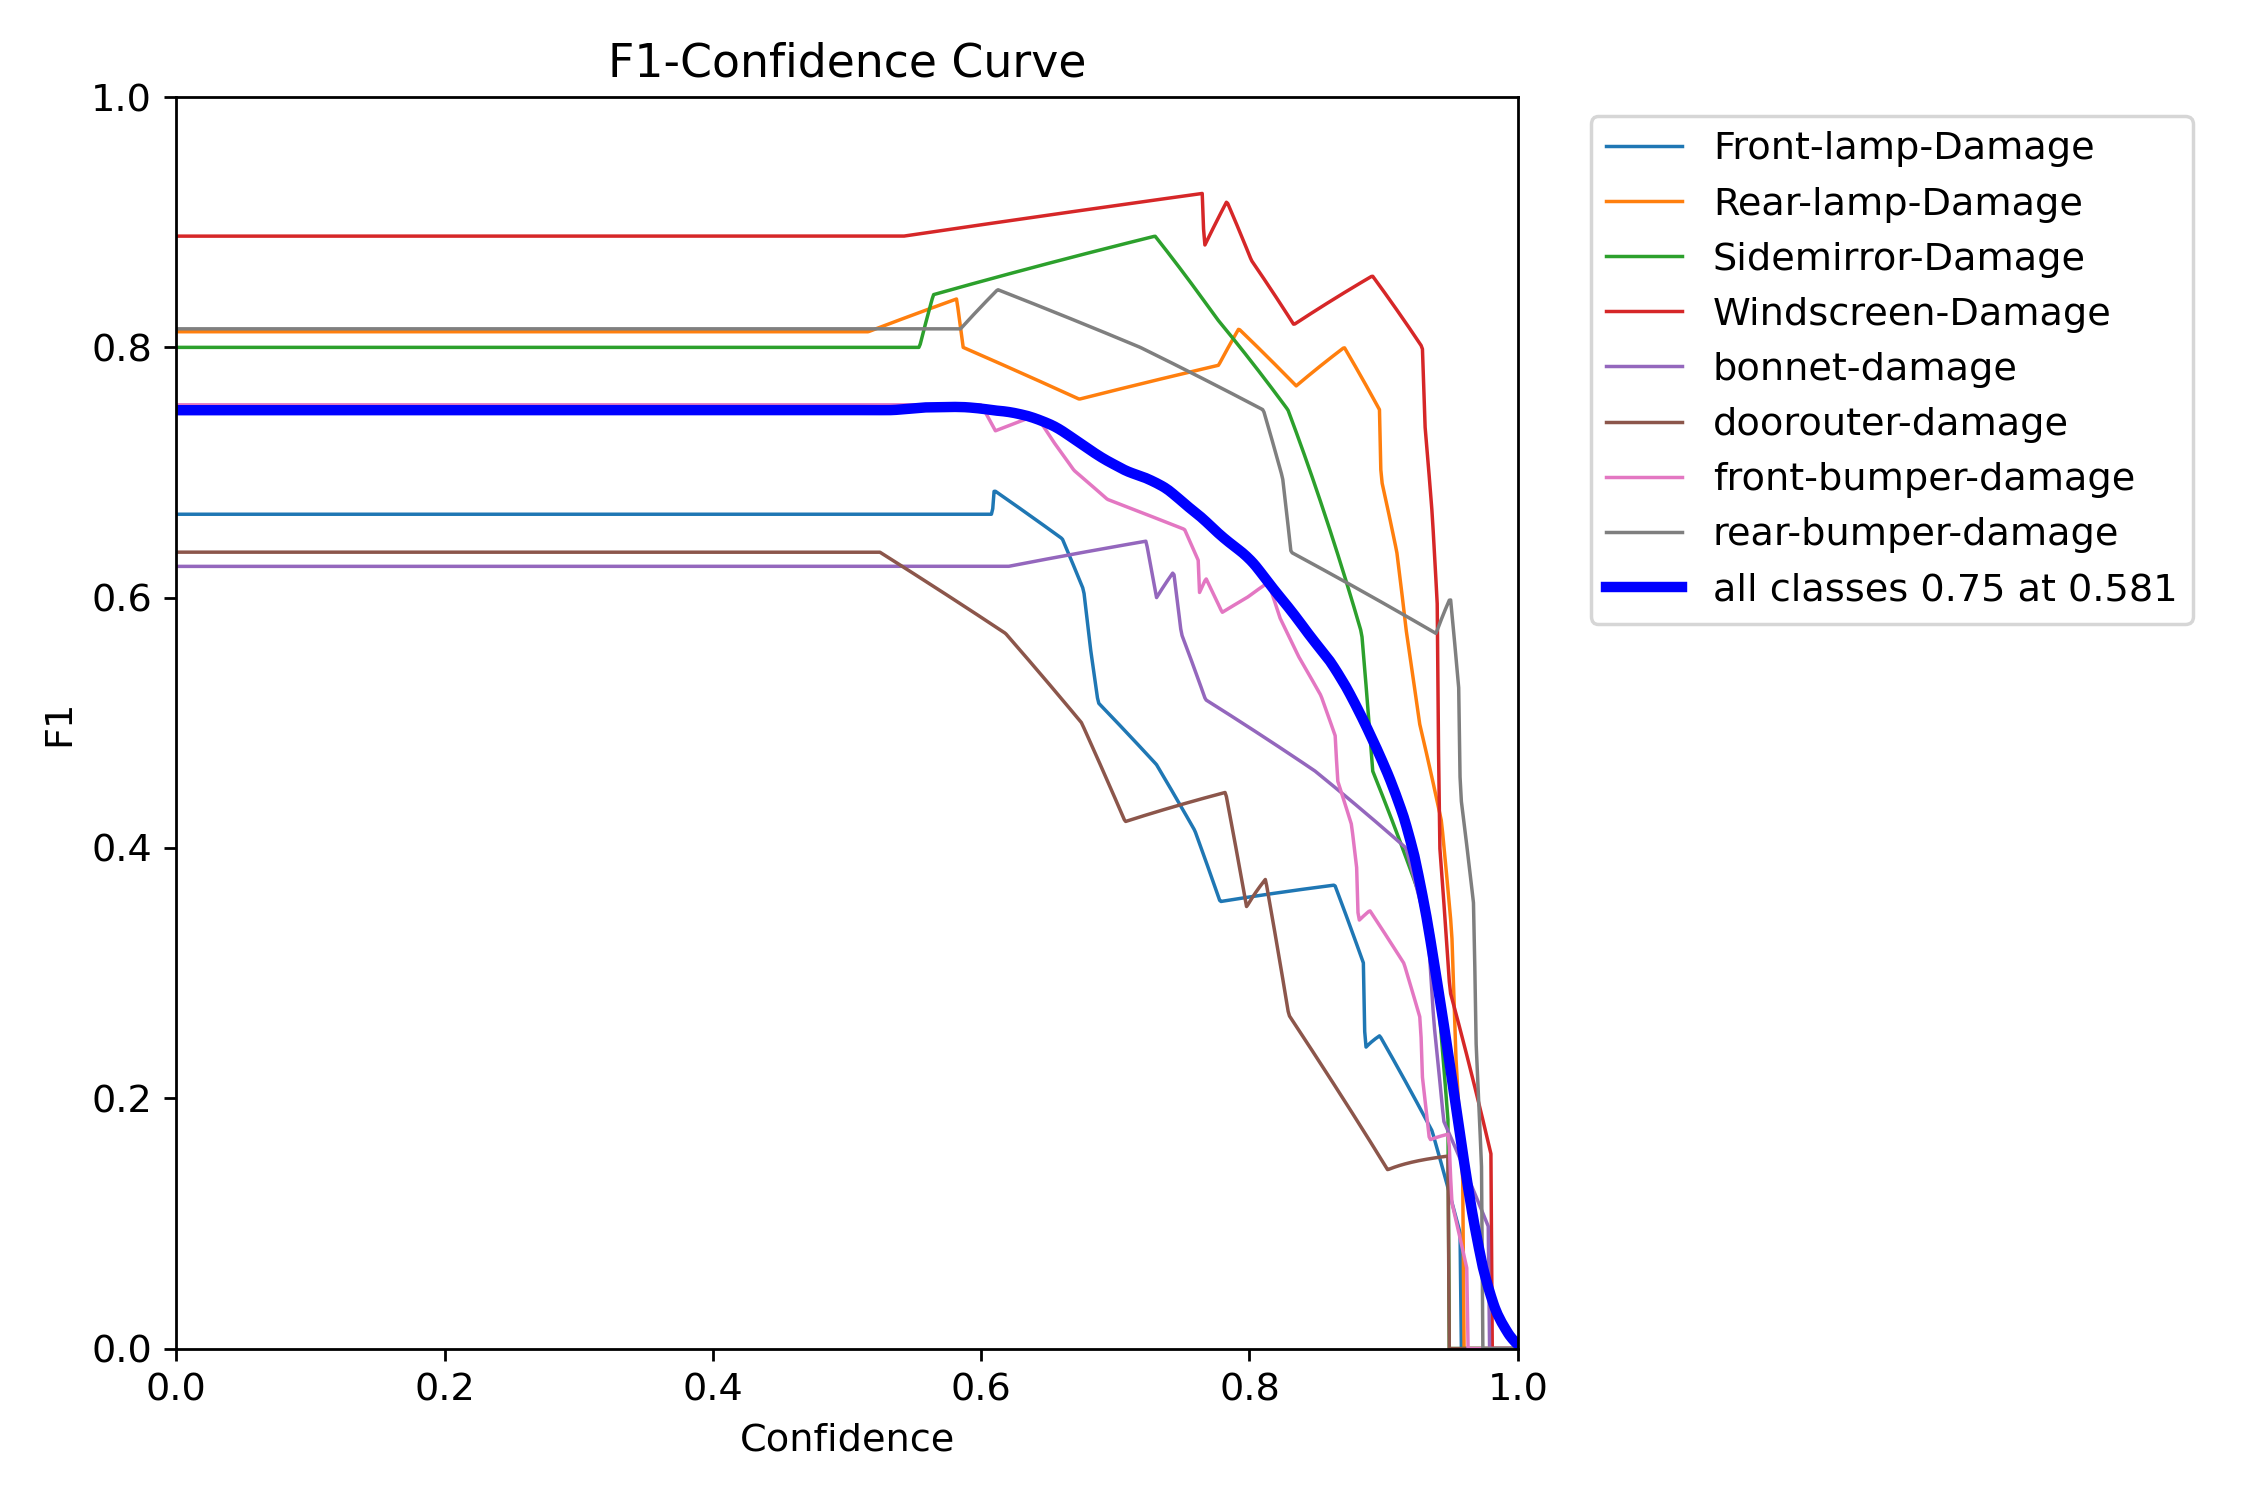 F1-Confidence Curve
1.0
0.8
0.6
0.4
0.2
0.0
F1
0.0 0.2 0.4 0.6 0.8 1.0
Confidence
Front-lamp-Damage
Rear-lamp-Damage
Sidemirror-Damage
Windscreen-Damage
bonnet-damage
doorouter-damage
front-bumper-damage
rear-bumper-damage
all classes 0.75 at 0.581